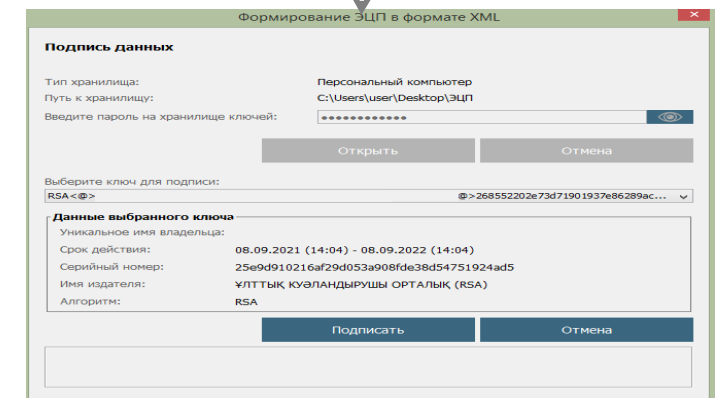 Формирование ЭЦП в формате XML
Подпись данных
Тип хранилища: Персональный компьютер
Путь к хранилищу: C:\Users\user\Desktop\ЭЦП
Введите пароль на хранилище ключей: ************
Открыть Отмена
Выберите ключ для подписи:
RSA<@> @>268552202e73d71901937e86289ac...
Данные выбранного ключа
Уникальное имя владельца:
Срок действия: 08.09.2021 (14:04) - 08.09.2022 (14:04)
Серийный номер: 25e9d910216af29d053a908fde38d54751924ad5
Имя издателя: ҰЛТТЫҚ КУӘЛАНДЫРУШЫ ОРТАЛЫҚ (RSA)
Алгоритм: RSA
Подписать Отмена